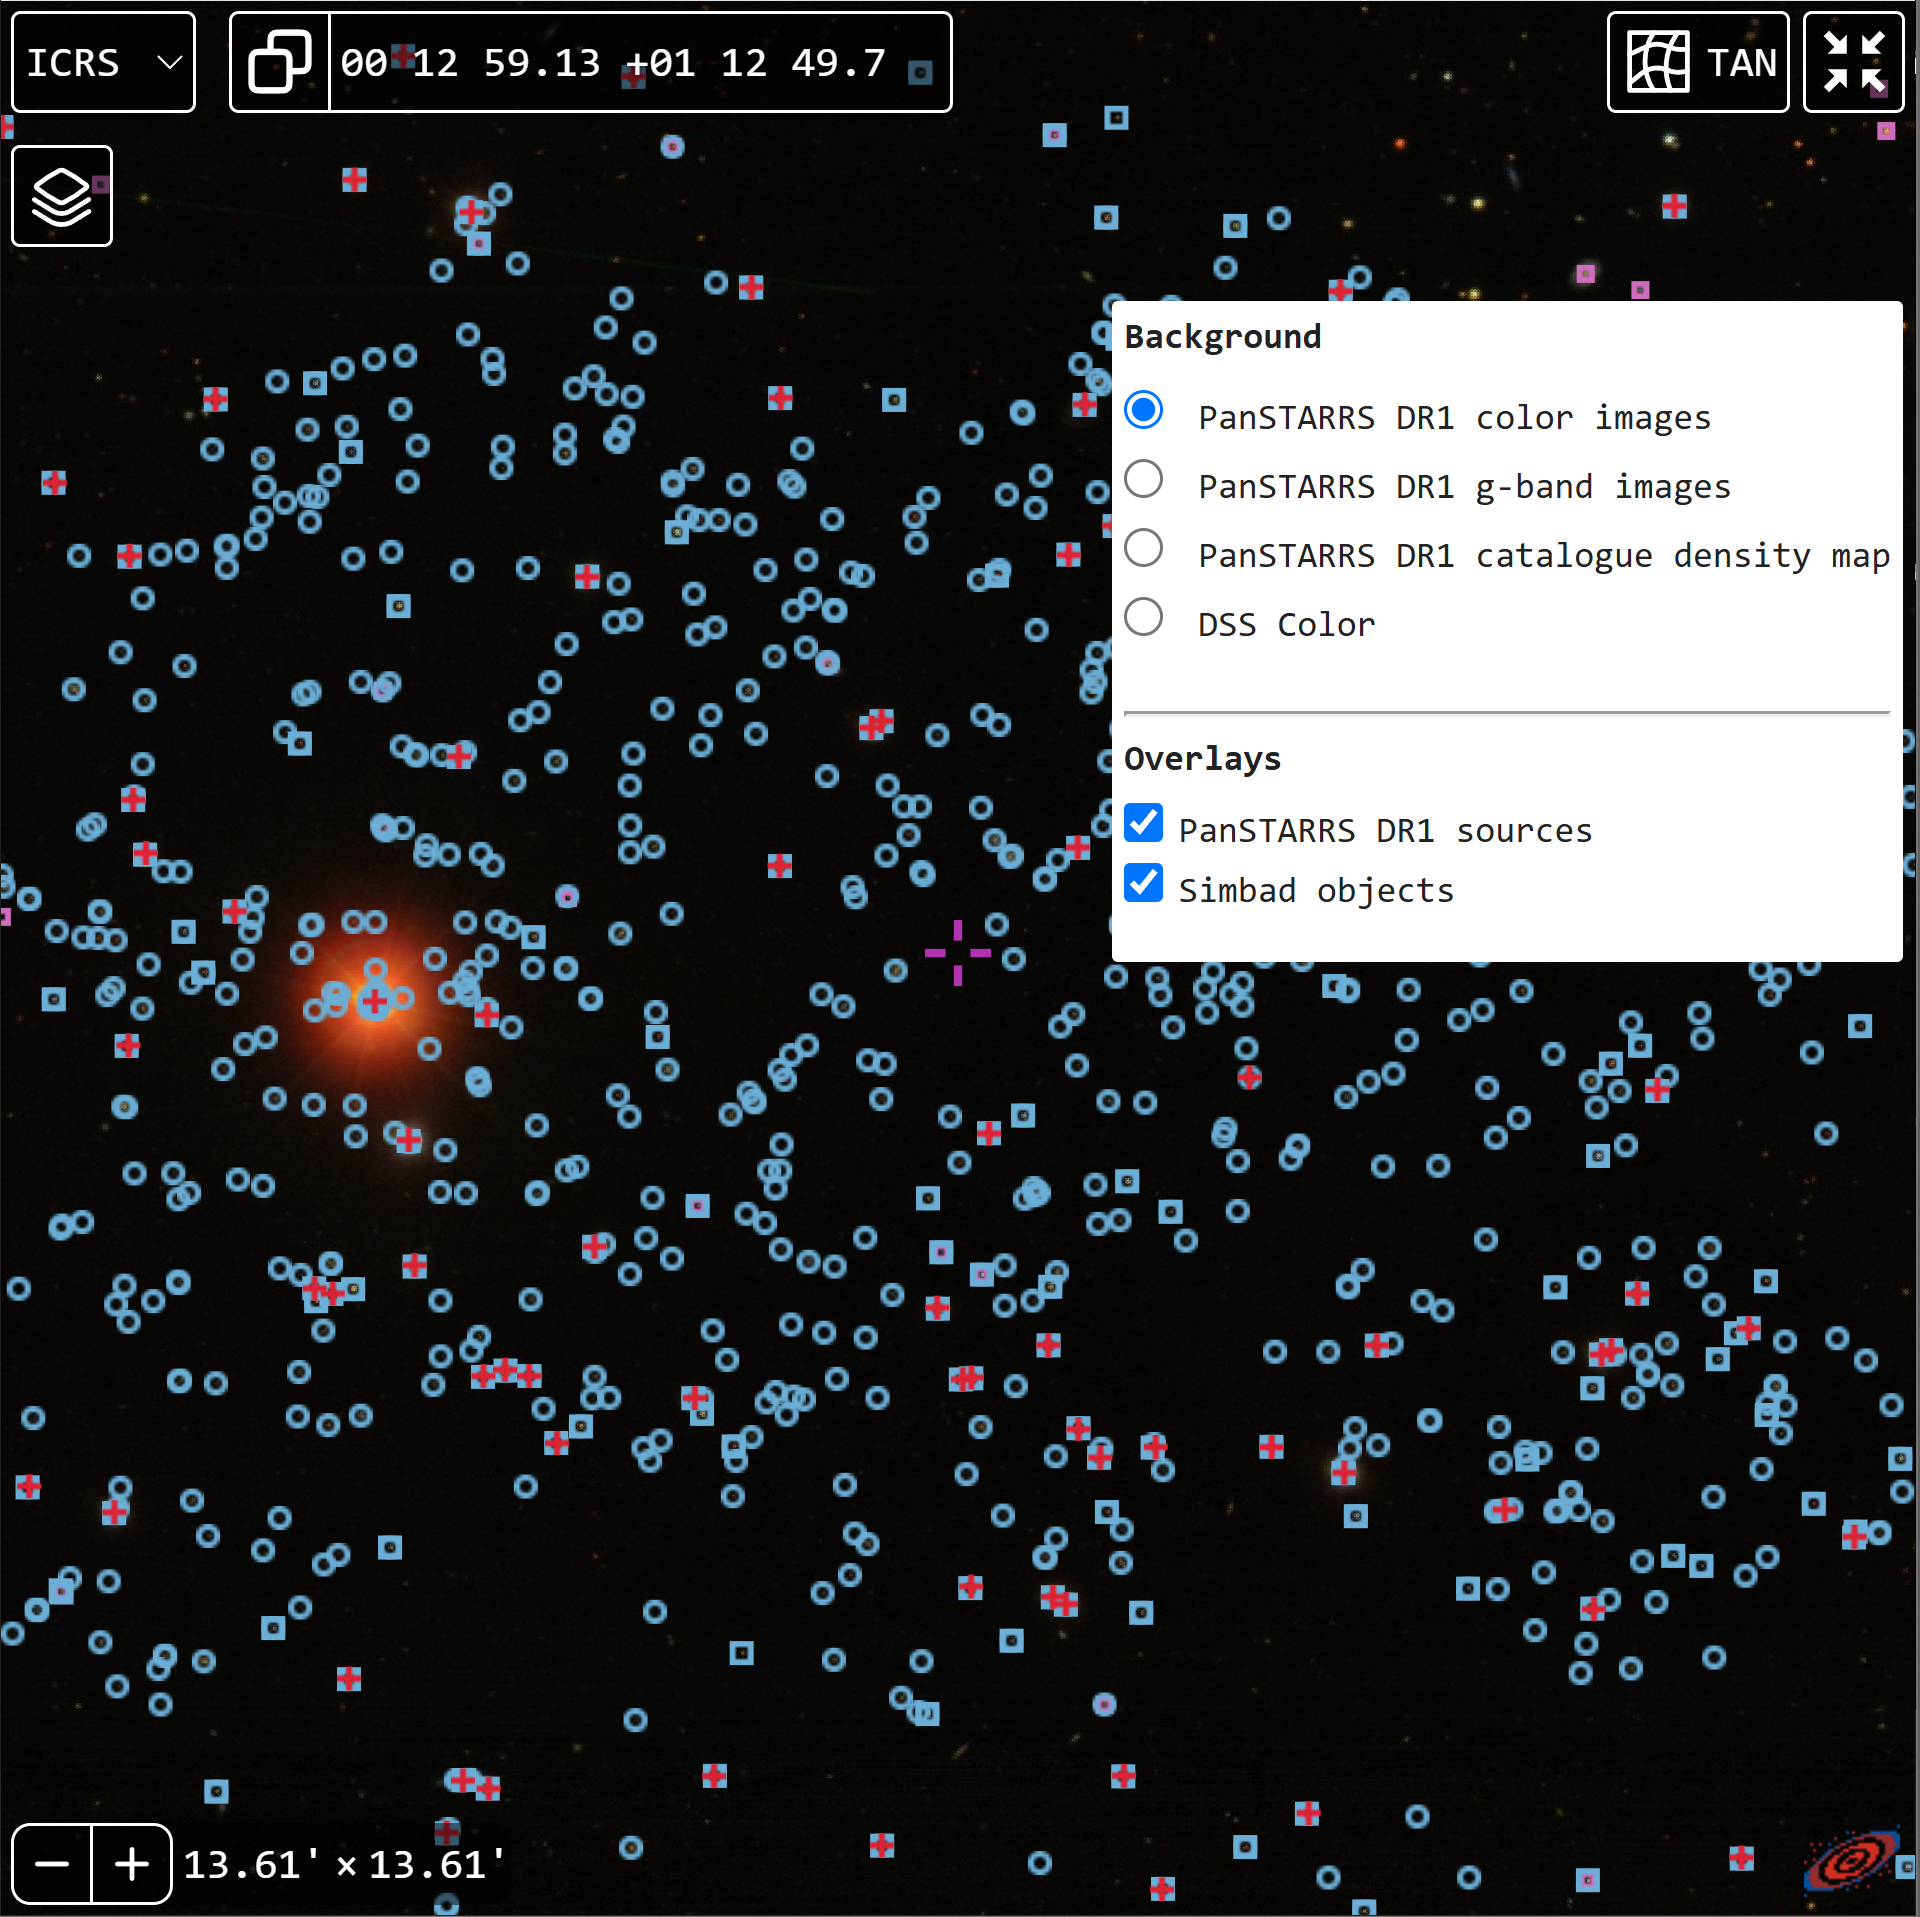 ICRS
00 12 59.13 +01 12 49.7
TAN
Background
PanSTARRS DR1 color images
PanSTARRS DR1 g-band images
PanSTARRS DR1 catalogue density map
DSS Color
Overlays
PanSTARRS DR1 sources
Simbad objects
13.61' × 13.61'